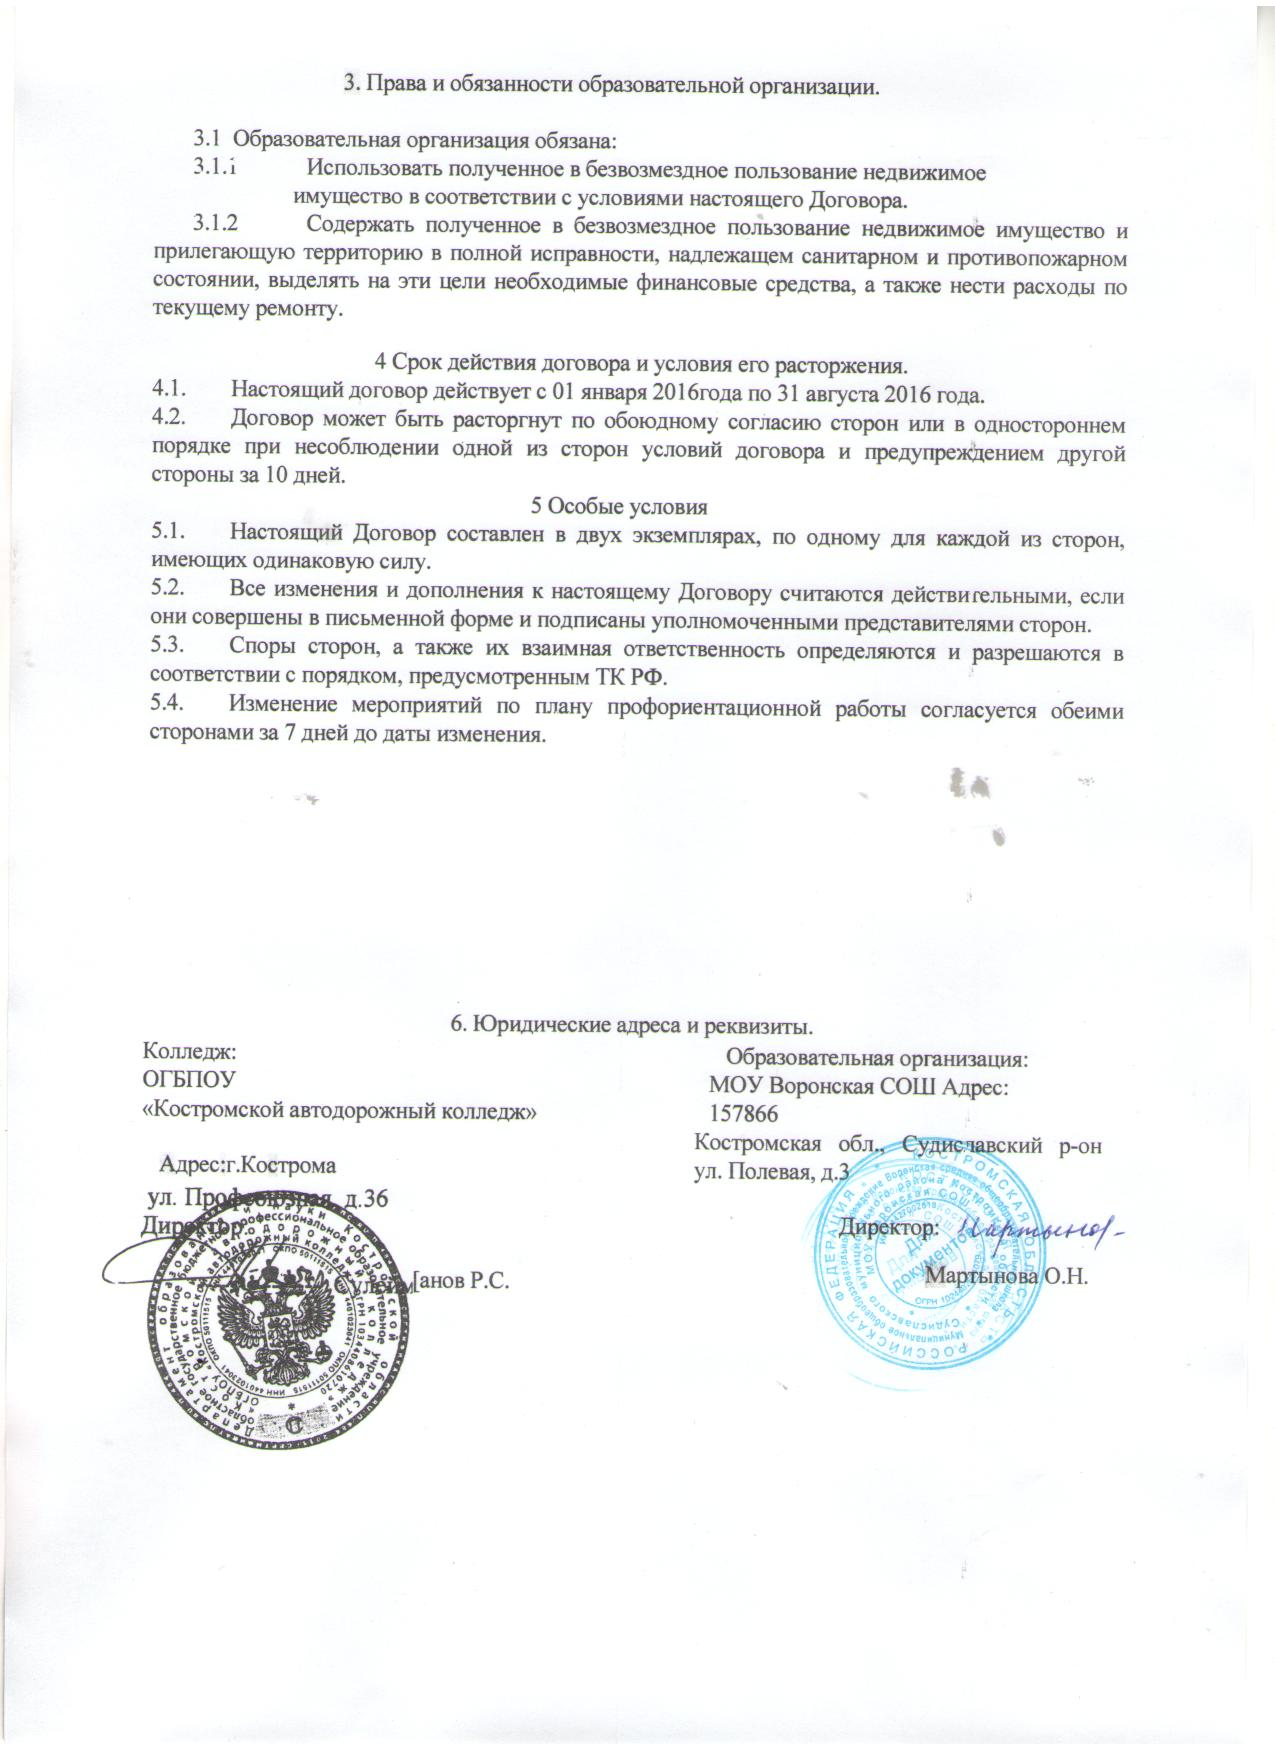 3. Права и обязанности образовательной организации.
3.1 Образовательная организация обязана:
3.1.1 Использовать полученное в безвозмездное пользование недвижимое
имущество в соответствии с условиями настоящего Договора.
3.1.2 Содержать полученное в безвозмездное пользование недвижимое имущество и
прилегающую территорию в полной исправности, надлежащем санитарном и противопожарном
состоянии, выделять на эти цели необходимые финансовые средства, а также нести расходы по
текущему ремонту.
4 Срок действия договора и условия его расторжения.
4.1. Настоящий договор действует с 01 января 2016года по 31 августа 2016 года.
4.2. Договор может быть расторгнут по обоюдному согласию сторон или в одностороннем
порядке при несоблюдении одной из сторон условий договора и предупреждением другой
стороны за 10 дней.
5 Особые условия
5.1. Настоящий Договор составлен в двух экземплярах, по одному для каждой из сторон,
имеющих одинаковую силу.
5.2. Все изменения и дополнения к настоящему Договору считаются действительными, если
они совершены в письменной форме и подписаны уполномоченными представителями сторон.
5.3. Споры сторон, а также их взаимная ответственность определяются и разрешаются в
соответствии с порядком, предусмотренным ТК РФ.
5.4. Изменение мероприятий по плану профориентационной работы согласуется обеими
сторонами за 7 дней до даты изменения.
6. Юридические адреса и реквизиты.
Колледж:
ОГБПОУ
«Костромской автодорожный колледж»
Адрес:г.Кострома
ул. Профсоюзная, д.36
Директор:
Р.С.
Образовательная организация:
МОУ Воронская СОШ Адрес:
157866
Костромская обл., Судиславский р-он
ул. Полевая, д.3
Директор: Мартынов
Мартынова О.Н.
РОССИЙСКАЯ ФЕДЕРАЦИЯ * КОСТРОМСКАЯ ОБЛАСТЬ
Для
документов